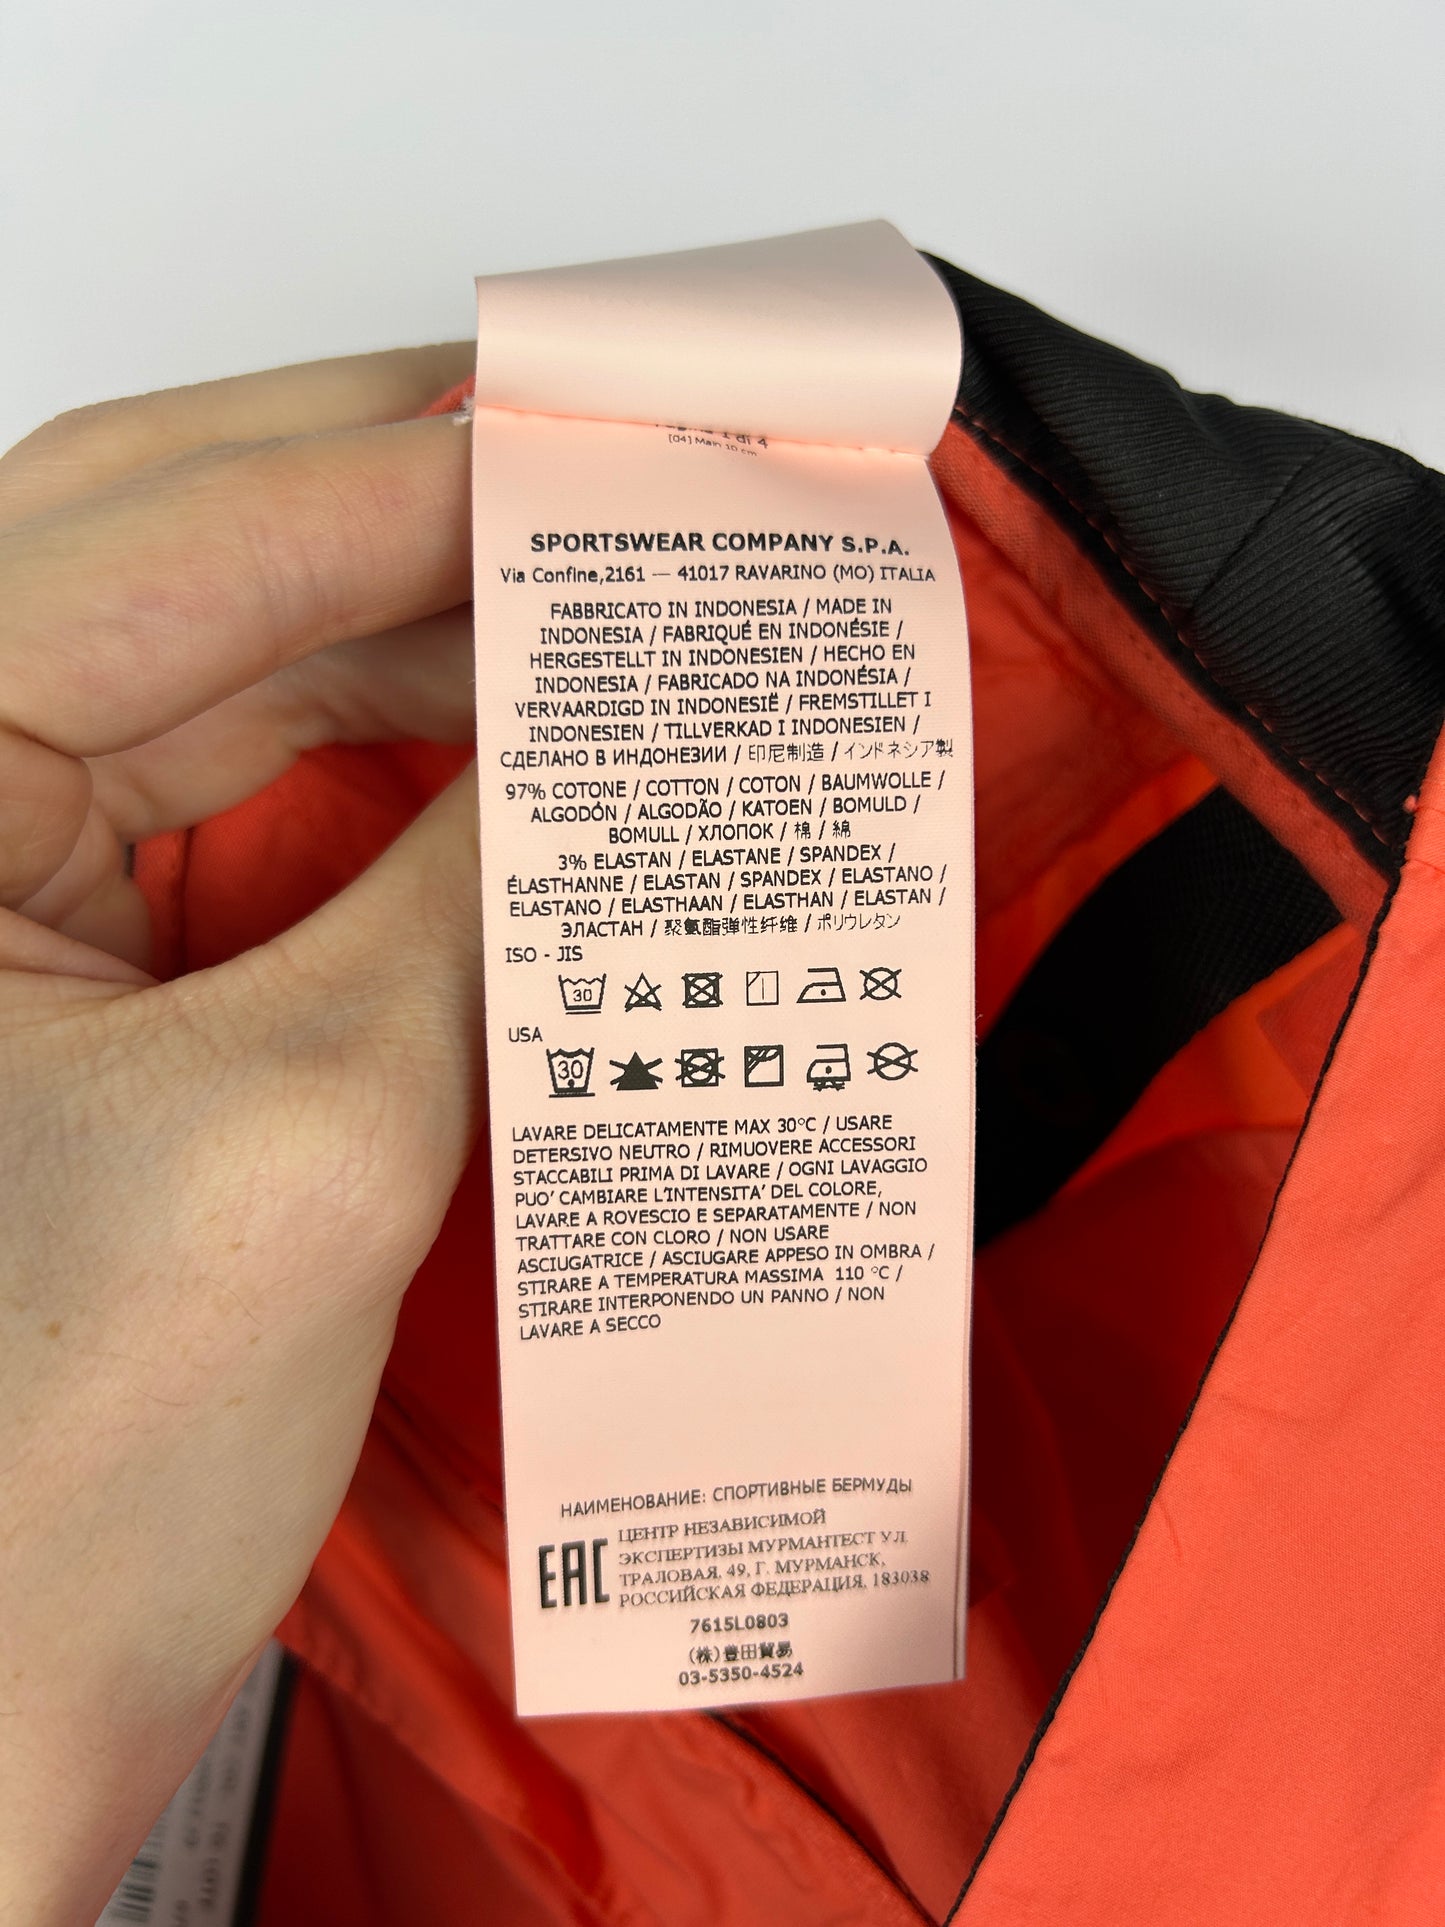 1 di 4
[04] Main 10 cm
SPORTSWEAR COMPANY S.P.A.
Via Confine,2161 — 41017 RAVARINO (MO) ITALIA
FABBRICATO IN INDONESIA / MADE IN
INDONESIA / FABRIQUÉ EN INDONÉSIE /
HERGESTELLT IN INDONESIEN / HECHO EN
INDONESIA / FABRICADO NA INDONÉSIA /
VERVAARDIGD IN INDONESIË / FREMSTILLET I
INDONESIEN / TILLVERKAD I INDONESIEN /
СДЕЛАНО В ИНДОНЕЗИИ / 印尼制造 / インドネシア製
97% COTONE / COTTON / COTON / BAUMWOLLE /
ALGODÓN / ALGODÃO / KATOEN / BOMULD /
BOMULL / ХЛОПОК / 棉 / 綿
3% ELASTAN / ELASTANE / SPANDEX /
ÉLASTHANNE / ELASTAN / SPANDEX / ELASTANO /
ELASTANO / ELASTHAAN / ELASTHAN / ELASTAN /
ЭЛАСТАН / 聚氨酯弹性纤维 / ポリウレタン
ISO - JIS
30
USA
30
LAVARE DELICATAMENTE MAX 30°C / USARE
DETERSIVO NEUTRO / RIMUOVERE ACCESSORI
STACCABILI PRIMA DI LAVARE / OGNI LAVAGGIO
PUO' CAMBIARE L'INTENSITA' DEL COLORE,
LAVARE A ROVESCIO E SEPARATAMENTE / NON
TRATTARE CON CLORO / NON USARE
ASCIUGATRICE / ASCIUGARE APPESO IN OMBRA /
STIRARE A TEMPERATURA MASSIMA 110 °C /
STIRARE INTERPONENDO UN PANNO / NON
LAVARE A SECCO
НАИМЕНОВАНИЕ: СПОРТИВНЫЕ БЕРМУДЫ
EAC
ЦЕНТР НЕЗАВИСИМОЙ
ЭКСПЕРТИЗЫ МУРМАНТЕСТ УЛ.
ТРАЛОВАЯ, 49, Г. МУРМАНСК,
РОССИЙСКАЯ ФЕДЕРАЦИЯ, 183038
7615L0803
(株)豊田貿易
03-5350-4524